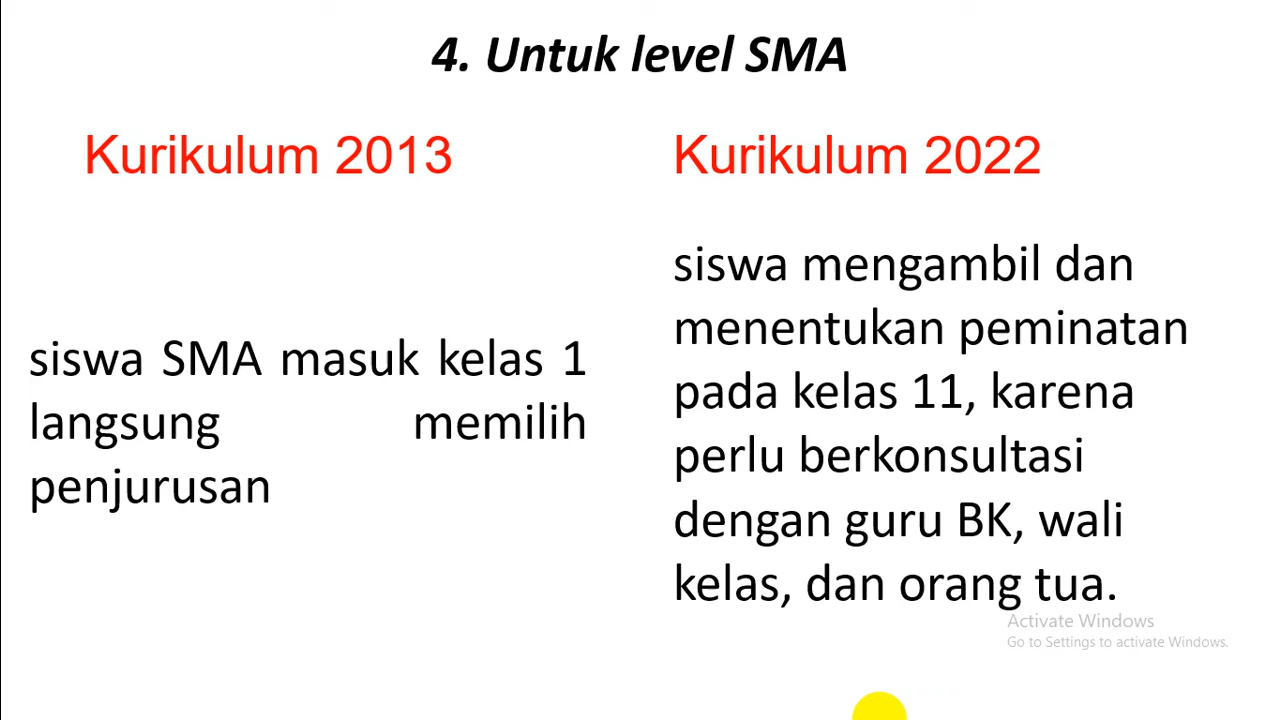 4. Untuk level SMA
Kurikulum 2013
siswa SMA masuk kelas 1
langsung memilih
penjurusan
Kurikulum 2022
siswa mengambil dan
menentukan peminatan
pada kelas 11, karena
perlu berkonsultasi
dengan guru BK, wali
kelas, dan orang tua.
Activate Windows
Go to Settings to activate Windows.